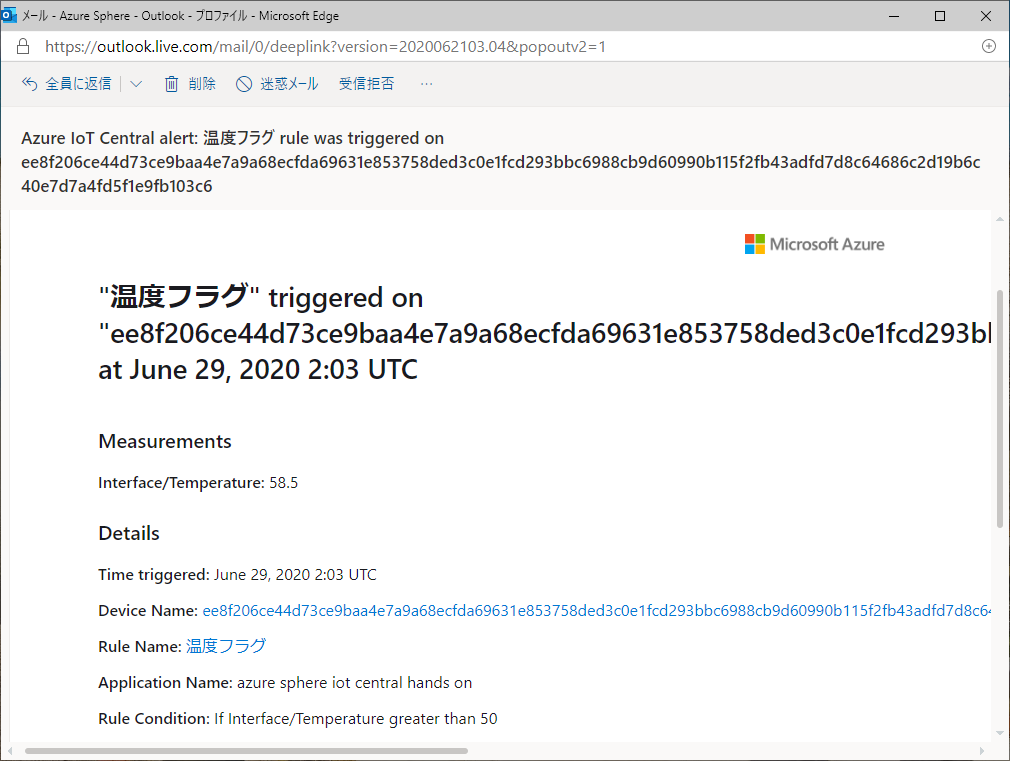 メール - Azure Sphere - Outlook - プロファイル - Microsoft Edge
https://outlook.live.com/mail/0/deeplink?version=2020062103.04&popoutv2=1
全員に返信 削除 迷惑メール 受信拒否 ...
Azure IoT Central alert: 温度フラグ rule was triggered on
ee8f206ce44d73ce9baa4e7a9a68ecfda69631e853758ded3c0e1fcd293bbc6988cb9d60990b115f2fb43adfd7d8c64686c2d19b6c
40e7d7a4fd5f1e9fb103c6
Microsoft Azure
"温度フラグ" triggered on
"ee8f206ce44d73ce9baa4e7a9a68ecfda69631e853758ded3c0e1fcd293bl
at June 29, 2020 2:03 UTC
Measurements
Interface/Temperature: 58.5
Details
Time triggered: June 29, 2020 2:03 UTC
Device Name: ee8f206ce44d73ce9baa4e7a9a68ecfda69631e853758ded3c0e1fcd293bbc6988cb9d60990b115f2fb43adfd7d8c64
Rule Name: 温度フラグ
Application Name: azure sphere iot central hands on
Rule Condition: If Interface/Temperature greater than 50